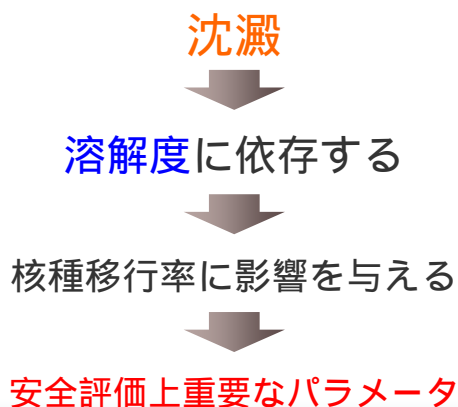 沈澱
溶解度に依存する
核種移行率に影響を与える
安全評価上重要なパラメータ